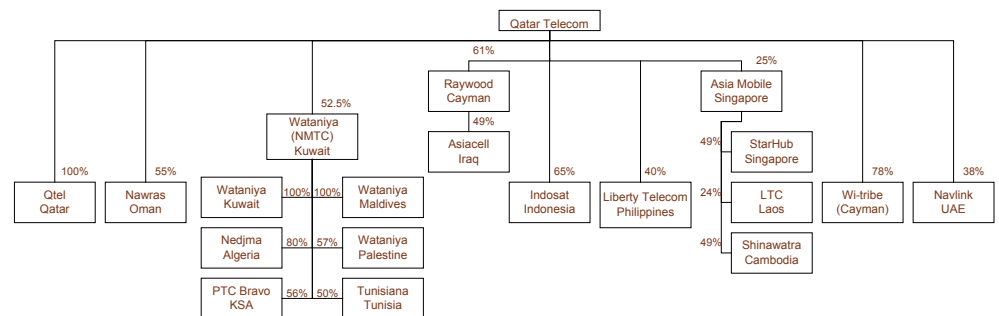 Qatar Telecom
61%
25%
Raywood
Cayman
Asia Mobile
Singapore
52.5%
Wataniya
(NMTC)
Kuwait
49%
Asiacell
Iraq
49%
StarHub
Singapore
100%
Qtel
Qatar
55%
Nawras
Oman
65%
Indosat
Indonesia
40%
Liberty Telecom
Philippines
24%
LTC
Laos
78%
Wi-tribe
(Cayman)
38%
Navlink
UAE
Wataniya
Kuwait
100%
100%
Wataniya
Maldives
Nedjma
Algeria
80%
57%
Wataniya
Palestine
49%
Shinawatra
Cambodia
PTC Bravo
KSA
56%
50%
Tunisiana
Tunisia